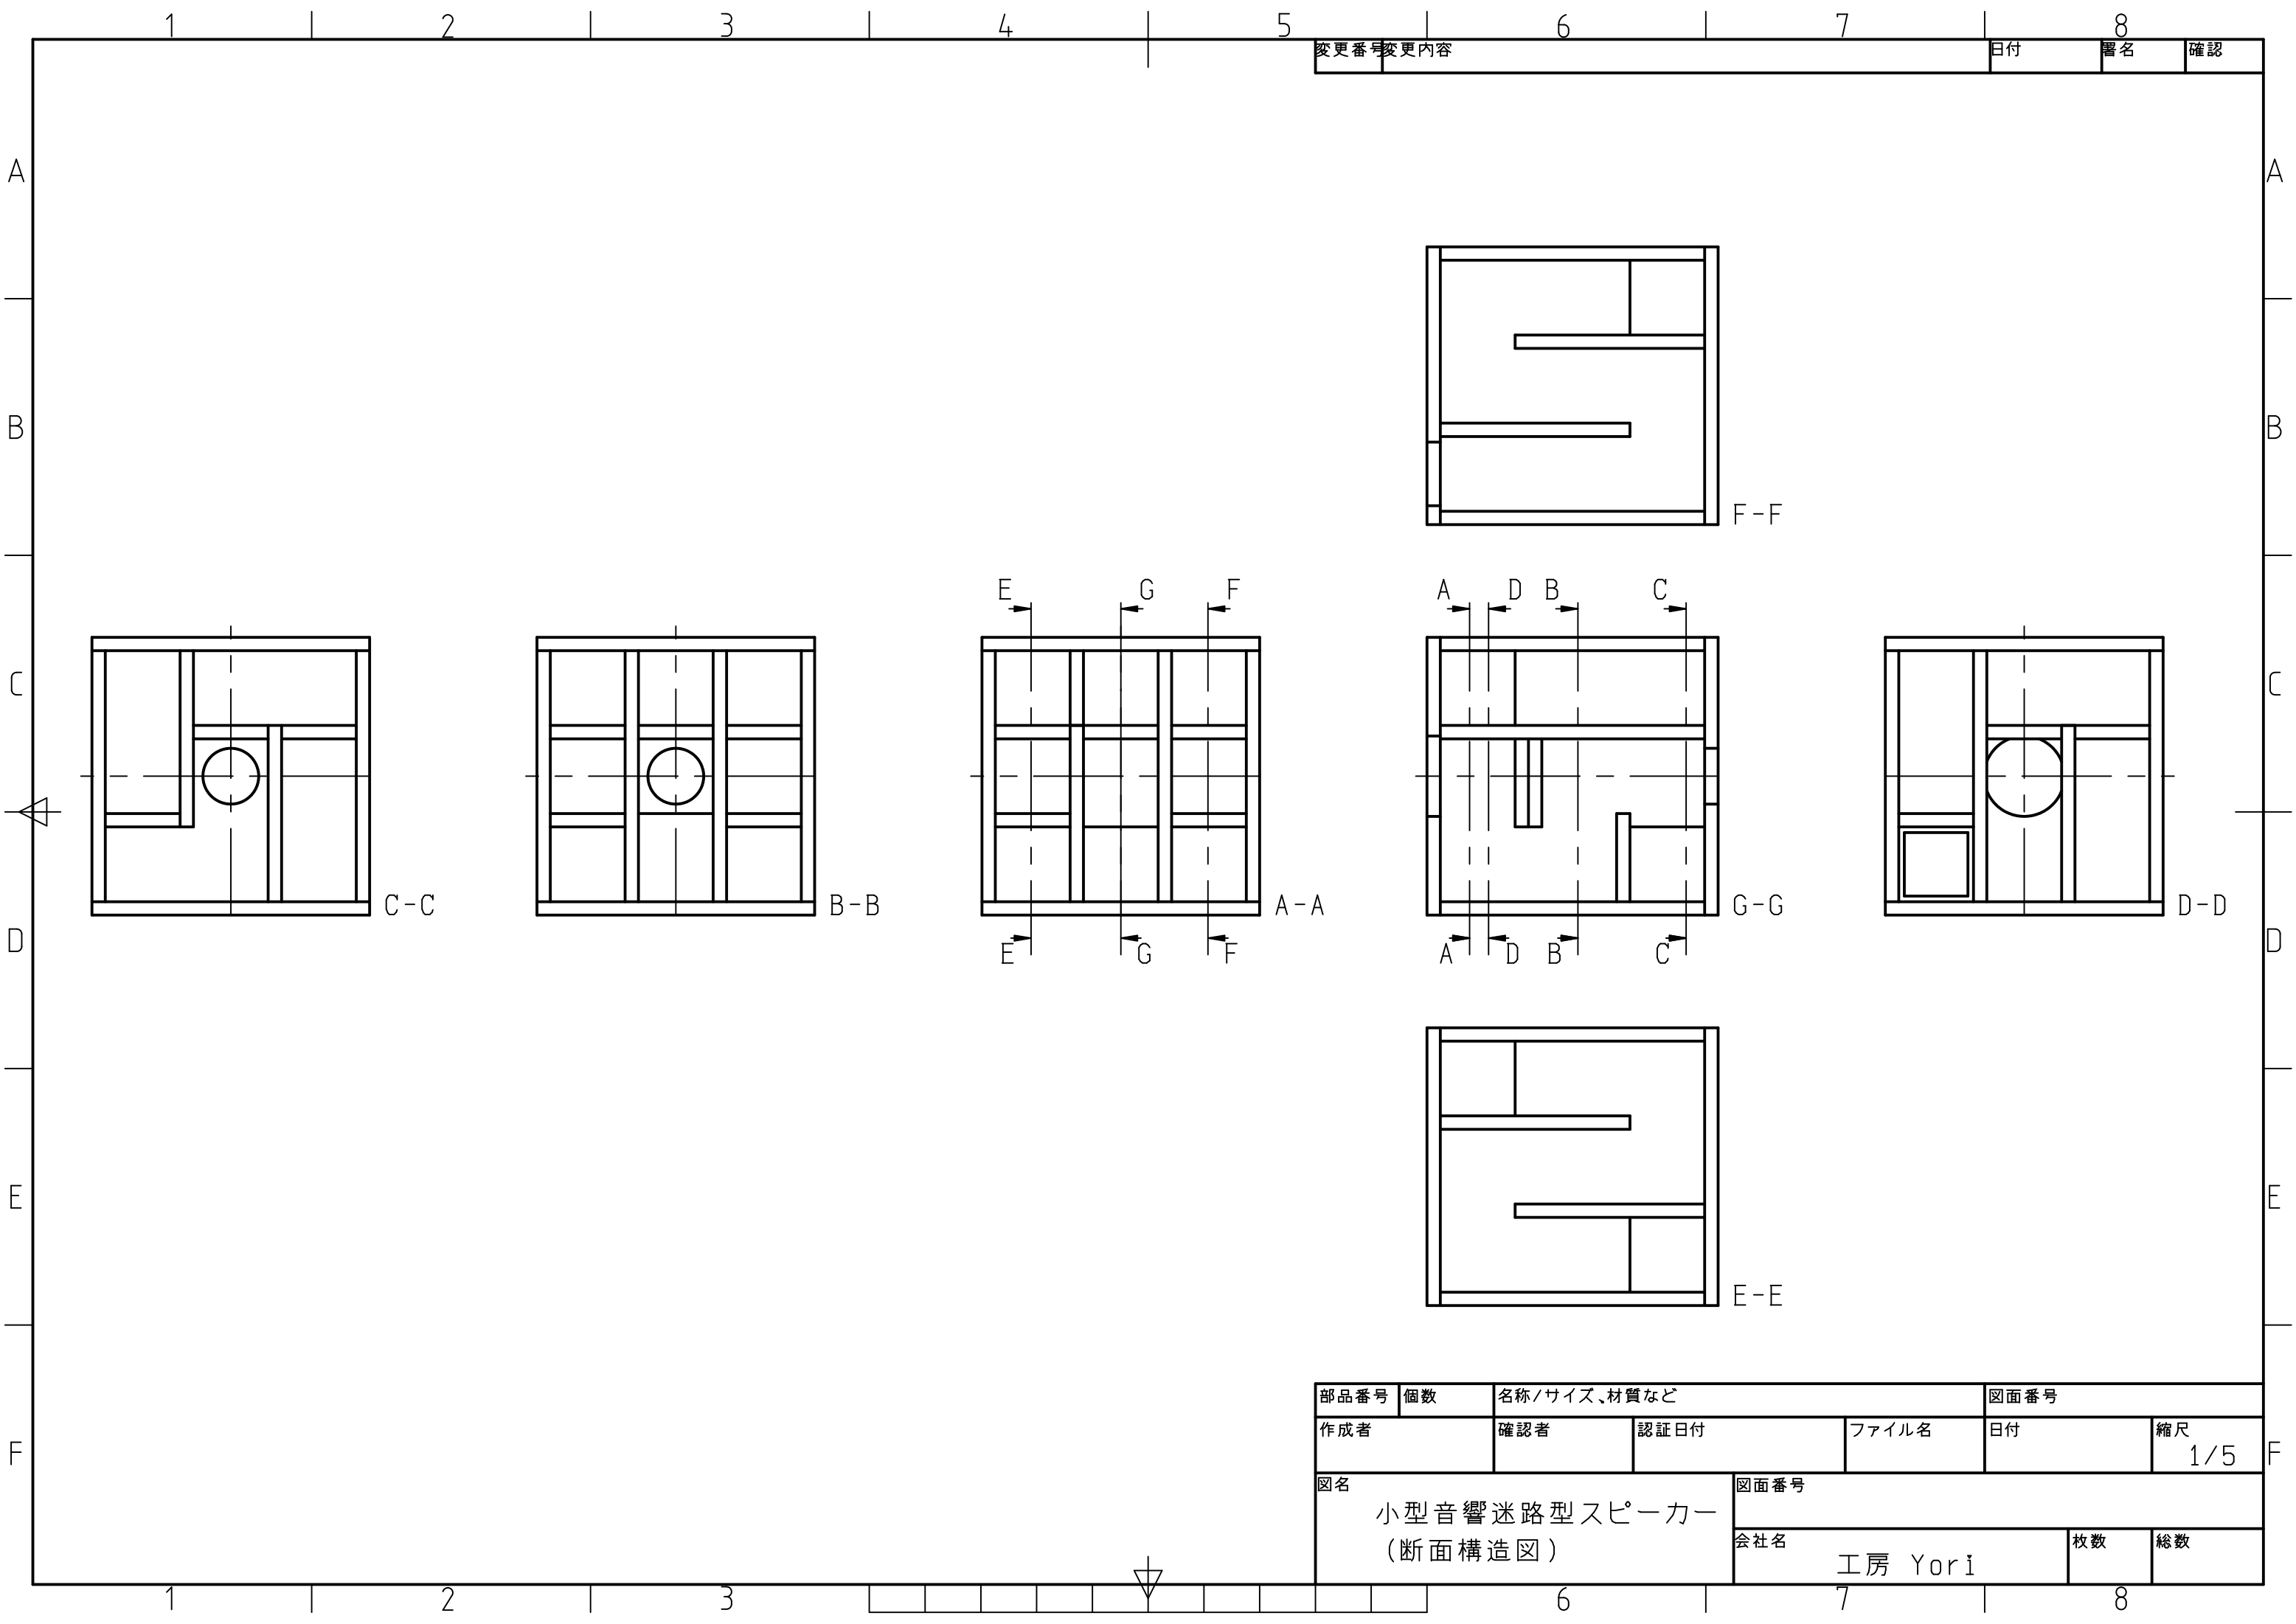 1 2 3 4 5 6 7 8
変更番号 変更内容 日付 署名 確認
A A
B B
F-F
E G F A D B C
C C
C-C B-B A-A G-G D-D
E G F A D B C
D D
E E
E-E
部品番号 個数 名称/サイズ、材質など 図面番号
作成者 確認者 認証日付 ファイル名 日付 縮尺
F F
1/5
図名 図面番号
小型音響迷路型スピーカー
(断面構造図)
会社名 工房 Yori 枚数 総数
1 2 3 6 7 8